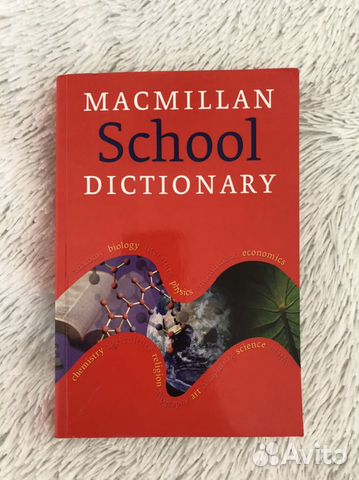 MACMILLAN
School
DICTIONARY
biology
physics
economics
chemistry
religion
art
science
Avito